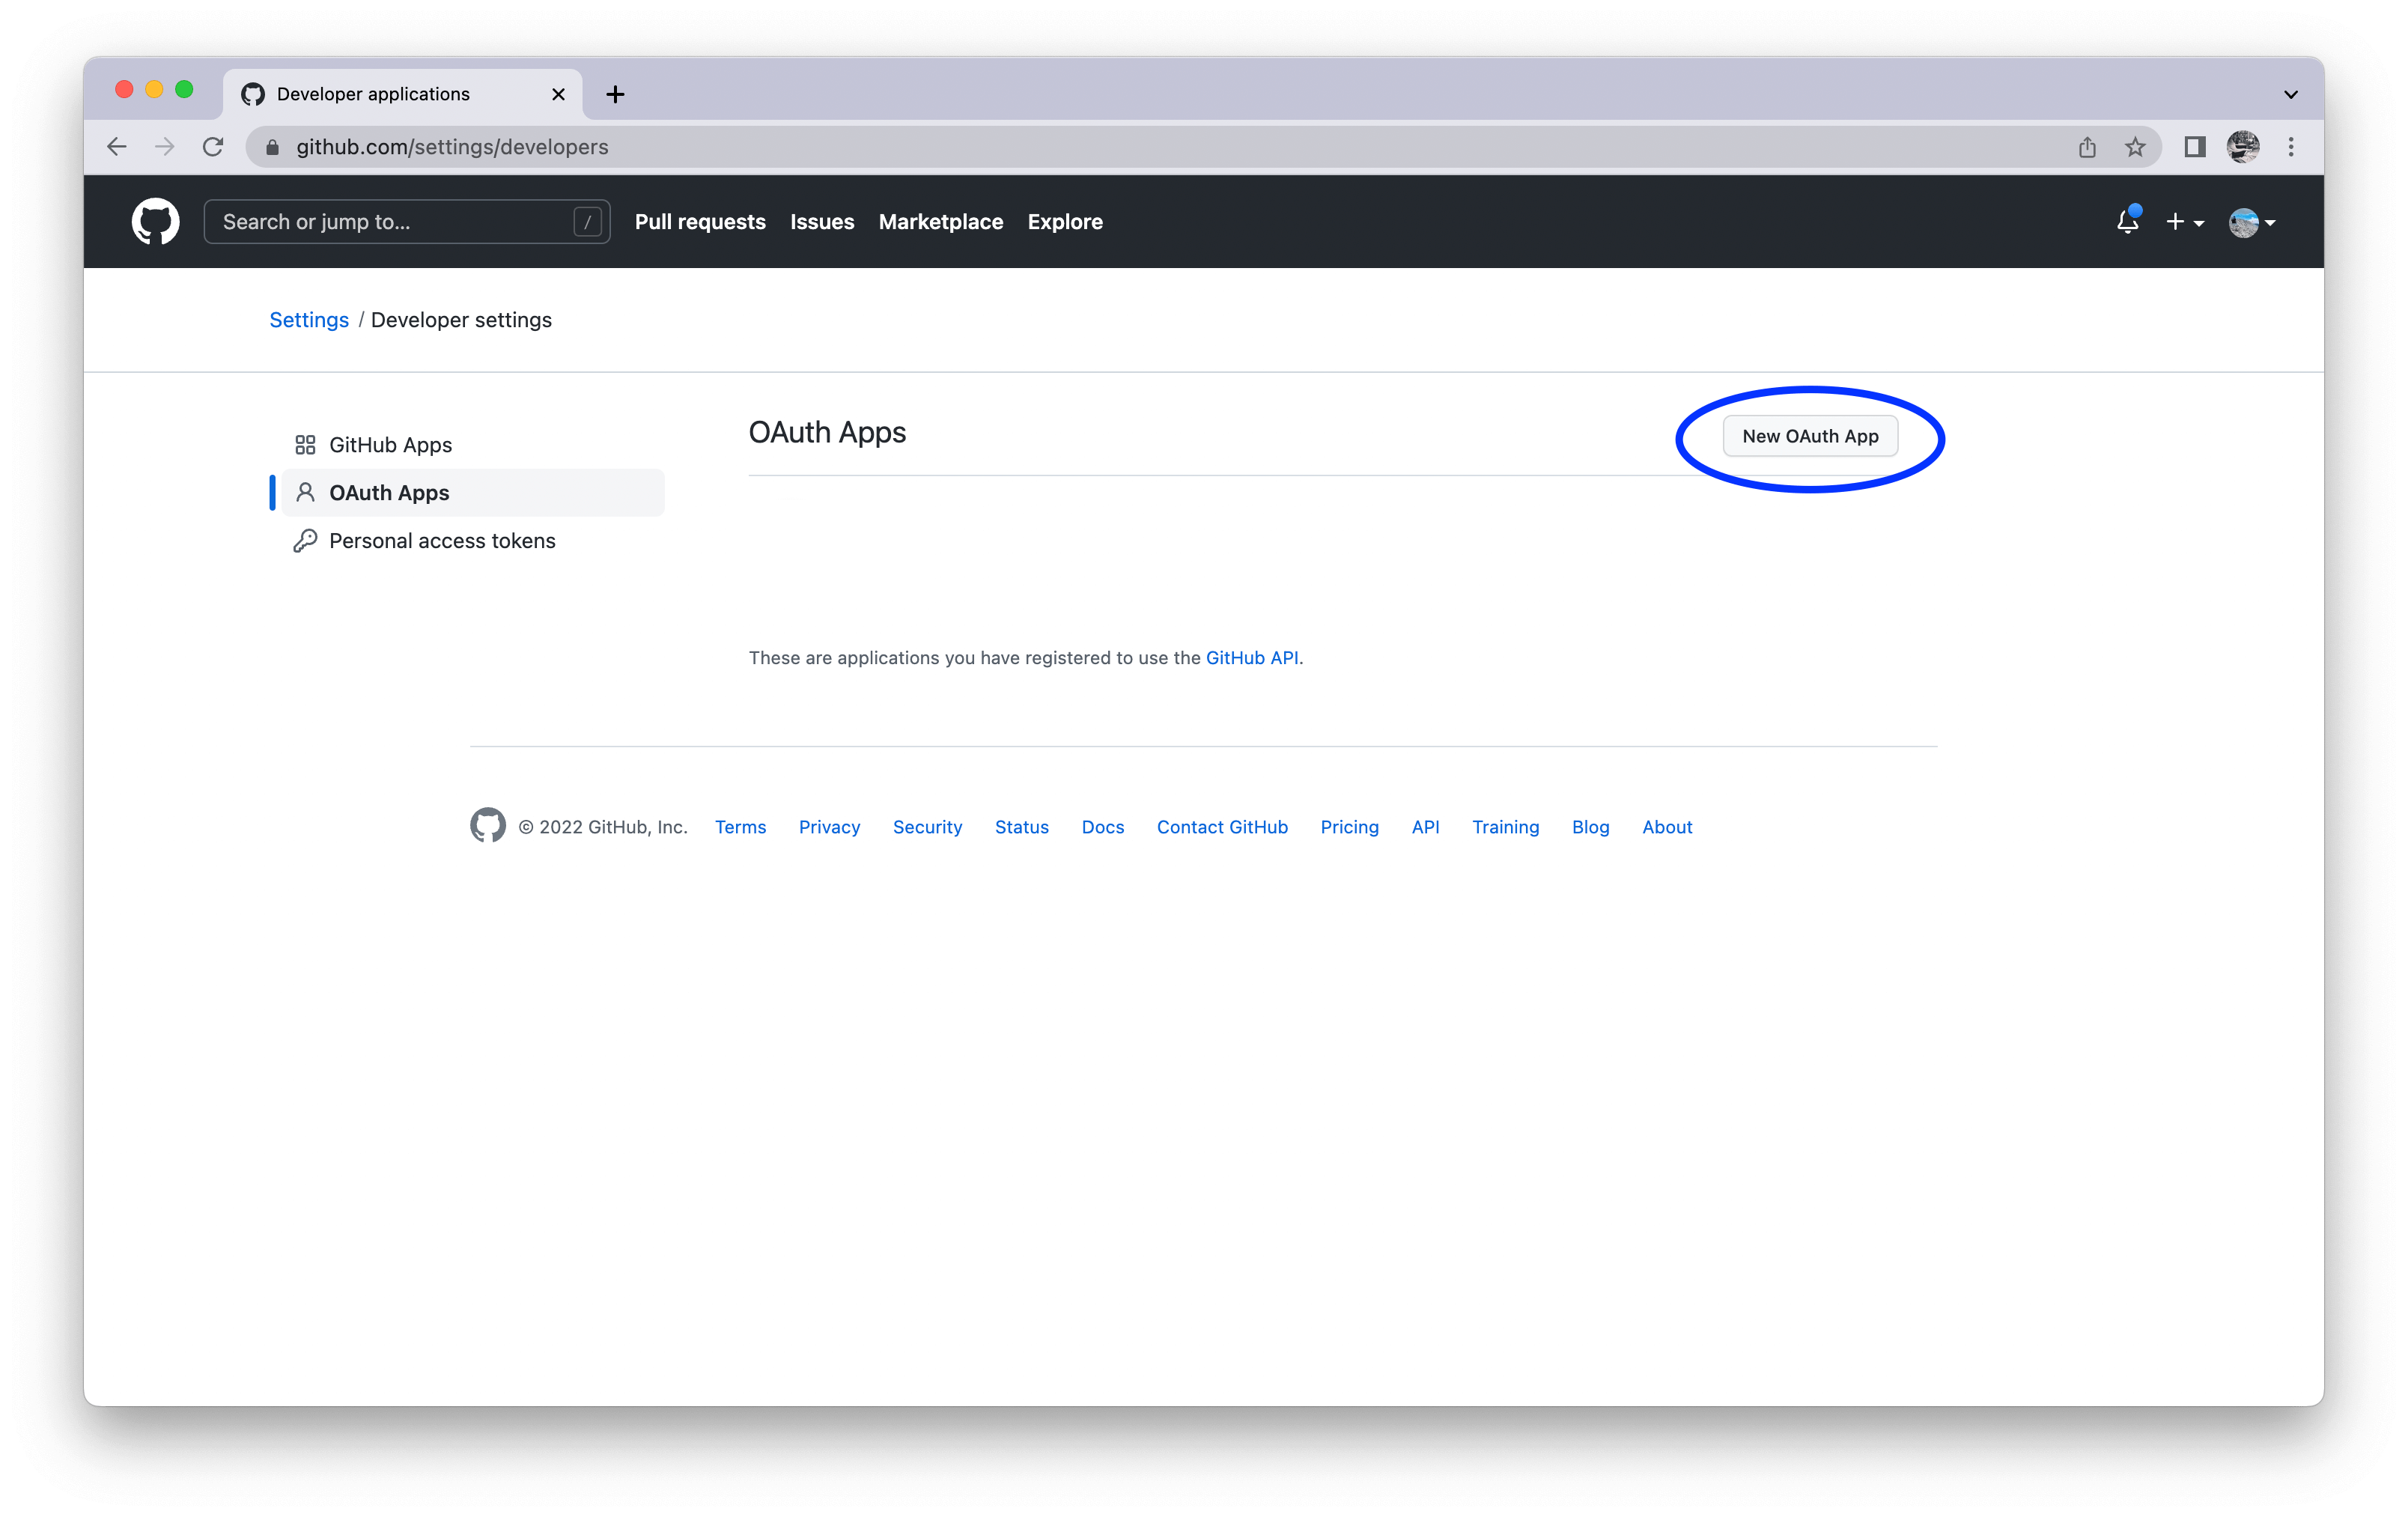 Developer applications
github.com/settings/developers
Search or jump to... / Pull requests Issues Marketplace Explore
Settings / Developer settings
OAuth Apps New OAuth App
GitHub Apps
OAuth Apps
Personal access tokens
These are applications you have registered to use the GitHub API.
© 2022 GitHub, Inc. Terms Privacy Security Status Docs Contact GitHub Pricing API Training Blog About